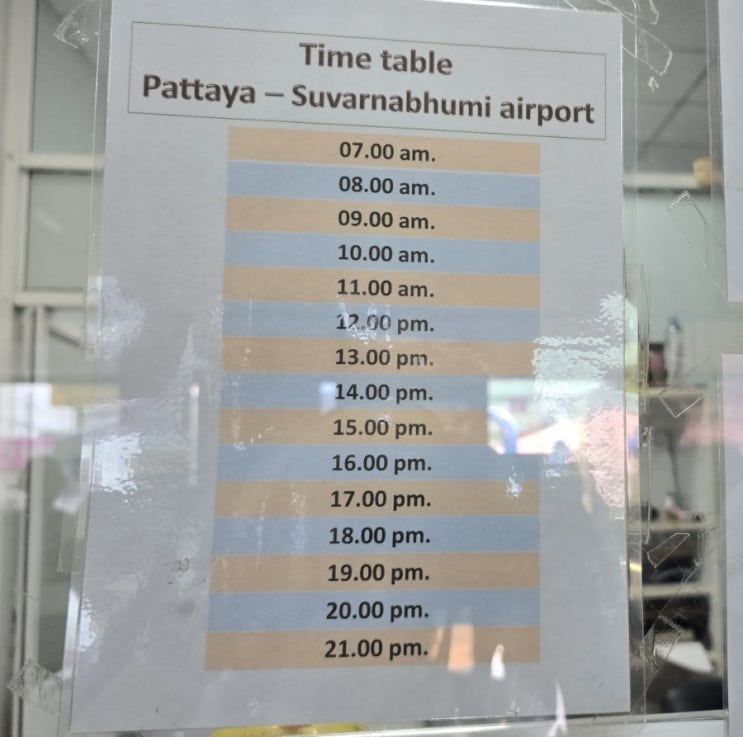 Time table
Pattaya – Suvarnabhumi airport
07.00 am.
08.00 am.
09.00 am.
10.00 am.
11.00 am.
12.00 pm.
13.00 pm.
14.00 pm.
15.00 pm.
16.00 pm.
17.00 pm.
18.00 pm.
19.00 pm.
20.00 pm.
21.00 pm.